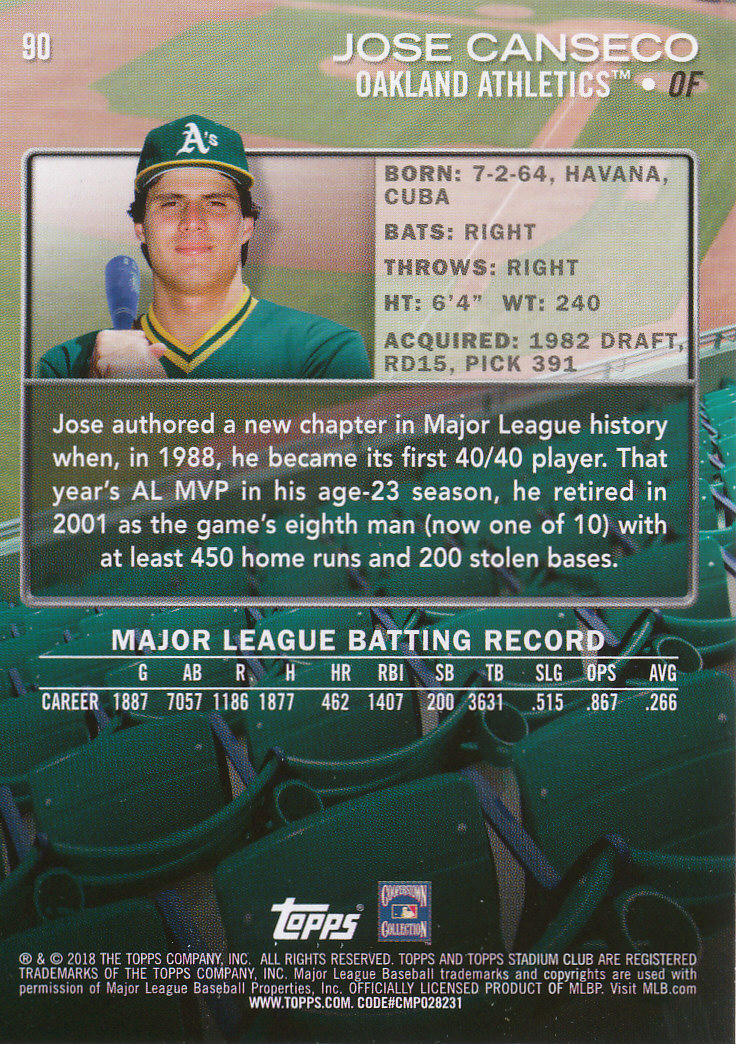 90
JOSE CANSECO
OAKLAND ATHLETICS™ • OF
A's
BORN: 7-2-64, HAVANA,
CUBA
BATS: RIGHT
THROWS: RIGHT
HT: 6'4" WT: 240
ACQUIRED: 1982 DRAFT,
RD15, PICK 391
Jose authored a new chapter in Major League history
when, in 1988, he became its first 40/40 player. That
year's AL MVP in his age-23 season, he retired in
2001 as the game's eighth man (now one of 10) with
at least 450 home runs and 200 stolen bases.
MAJOR LEAGUE BATTING RECORD
G AB R H HR RBI SB TB SLG OPS AVG
CAREER 1887 7057 1186 1877 462 1407 200 3631 .515 .867 .266
TOPPS®
COOPERSTOWN
COLLECTION
® & © 2018 THE TOPPS COMPANY, INC. ALL RIGHTS RESERVED. TOPPS AND TOPPS STADIUM CLUB ARE REGISTERED
TRADEMARKS OF THE TOPPS COMPANY, INC. Major League Baseball trademarks and copyrights are used with
permission of Major League Baseball Properties, Inc. OFFICIALLY LICENSED PRODUCT OF MLBP. Visit MLB.com
WWW.TOPPS.COM. CODE#CMP028231